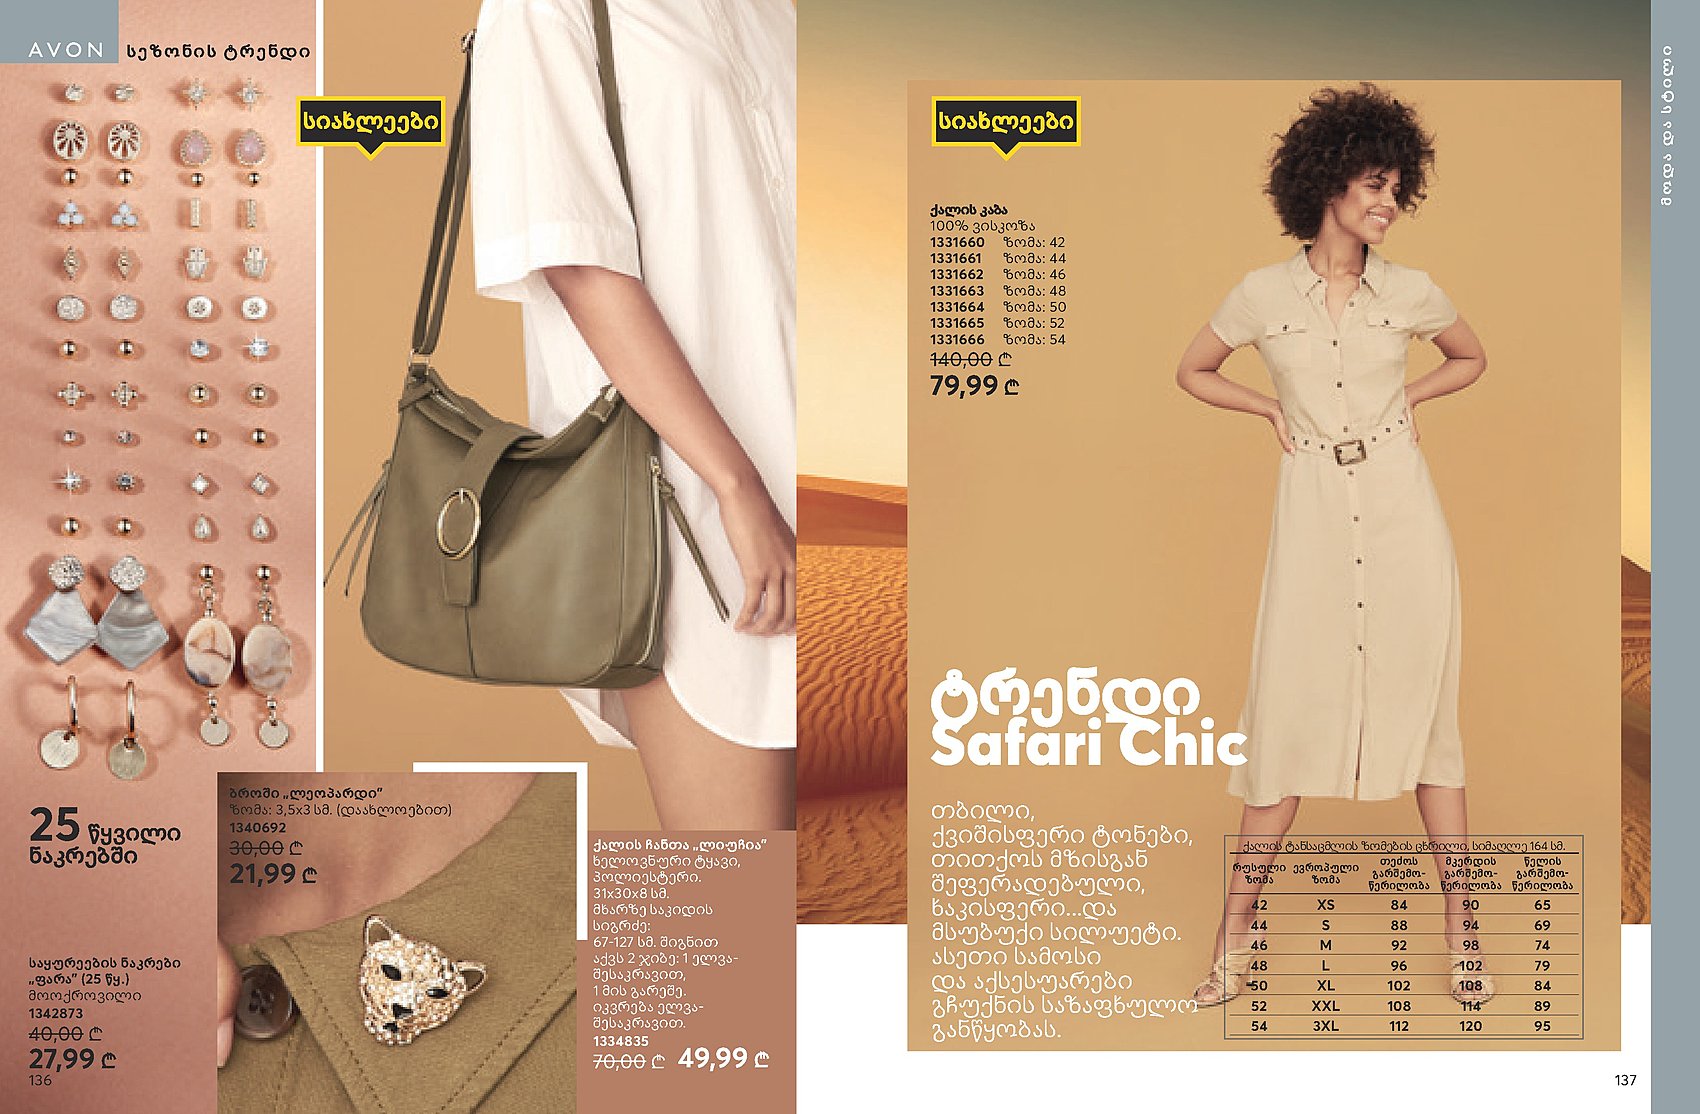 AVON
სეზონის ტრენდი
სიახლეები
25 წყვილი
ნაკრებში
საყურეების ნაკრები
„ფარა” (25 წყ.)
მოოქროვილი
1342873
40,00 ₾
27,99 ₾
136
ბროში „ლეოპარდი”
ზომა: 3,5x3 სმ. (დაახლოებით)
1340692
30,00 ₾
21,99 ₾
ქალის ჩანთა „ლიუჩია”
ხელოვნური ტყავი,
პოლიესტერი.
31x30x8 სმ.
მხარზე საკიდის
სიგრძე:
67-127 სმ. შიგნით
აქვს 2 ჯიბე: 1 ელვა-
შესაკრავით,
1 მის გარეშე.
იკვრება ელვა-
შესაკრავით.
1334835
70,00 ₾ 49,99 ₾
სიახლეები
ქალის კაბა
100% ვისკოზა
1331660 ზომა: 42
1331661 ზომა: 44
1331662 ზომა: 46
1331663 ზომა: 48
1331664 ზომა: 50
1331665 ზომა: 52
1331666 ზომა: 54
140,00 ₾
79,99 ₾
ტრენდი
Safari Chic
თბილი,
ქვიშისფერი ტონები,
თითქოს მზისგან
შეფერადებული,
ხაკისფერი...და
მსუბუქი სილუეტი.
ასეთი სამოსი
და აქსესუარები
გჩუქნის საზაფხულო
განწყობას.
ქალის ტანსაცმლის ზომების ცხრილი, სიმაღლე 164 სმ.
რუსული ზომა ევროპული ზომა თეძოს გარშემო-წერილობა მკერდის გარშემო-წერილობა წელის გარშემო-წერილობა
42 XS 84 90 65
44 S 88 94 69
46 M 92 98 74
48 L 96 102 79
50 XL 102 108 84
52 XXL 108 114 89
54 3XL 112 120 95
მოდა და სტილი
137